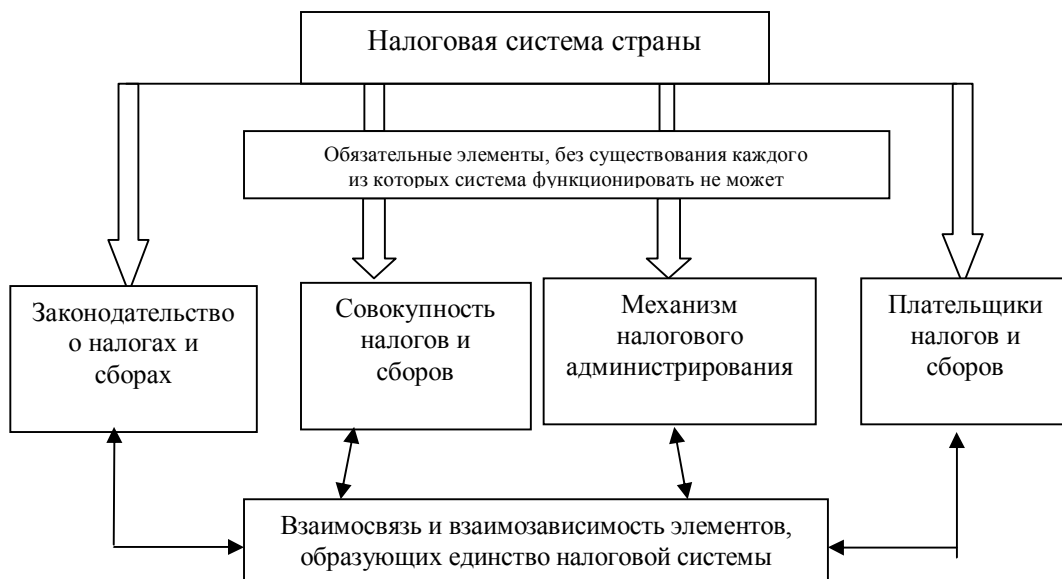 Налоговая система страны
Обязательные элементы, без существования каждого
из которых система функционировать не может
Законодательство
о налогах и
сборах
Совокупность
налогов и
сборов
Механизм
налогового
администрирования
Плательщики
налогов и
сборов
Взаимосвязь и взаимозависимость элементов,
образующих единство налоговой системы